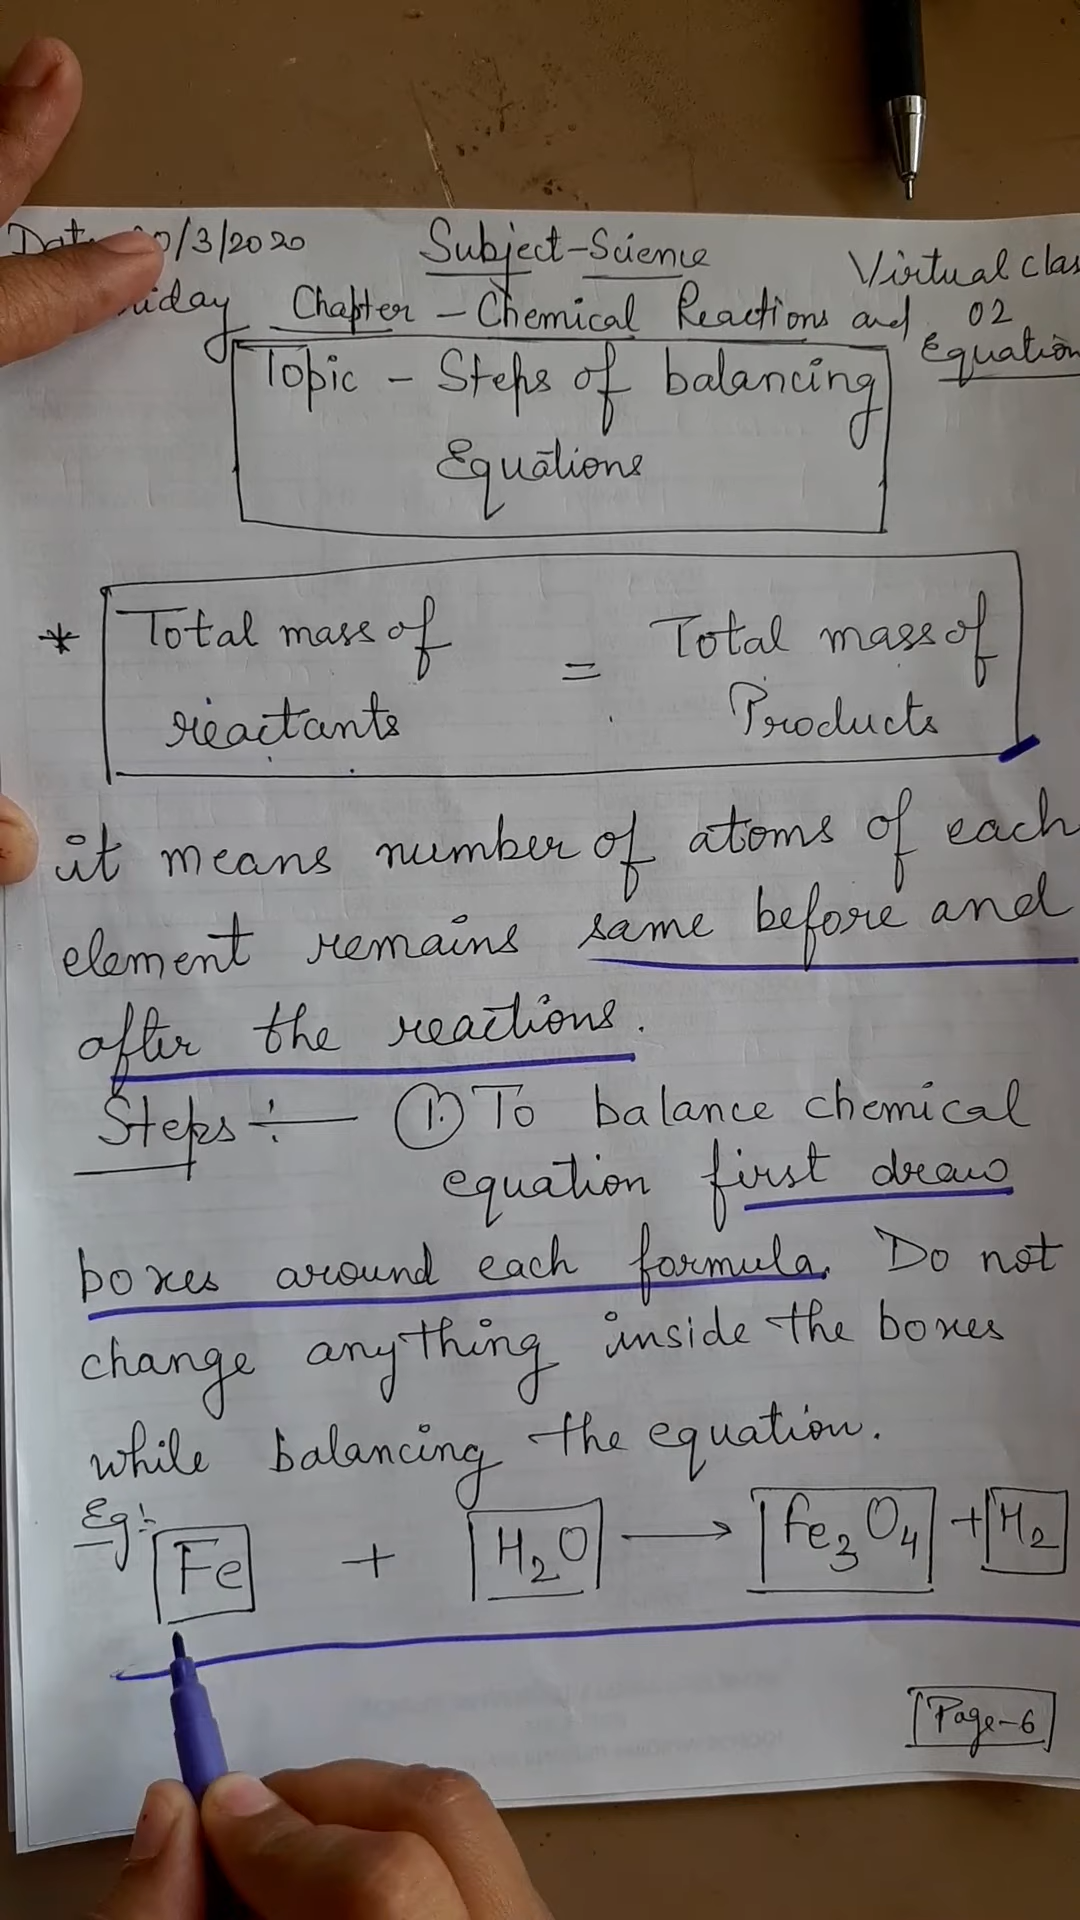 /3/2020 Subject-Science Virtual clas
Chapter - Chemical Reactions and 02
Equation
Topic - Steps of balancing
Equations
* Total mass of = Total mass of
reactants Products
it means number of atoms of each
element remains same before and
after the reactions.
Steps :- 1. To balance chemical
equation first draw
boxes around each formula. Do not
change anything inside the boxes
while balancing the equation.
Eg:- Fe + H₂O → Fe₃O₄ + H₂
Page-6